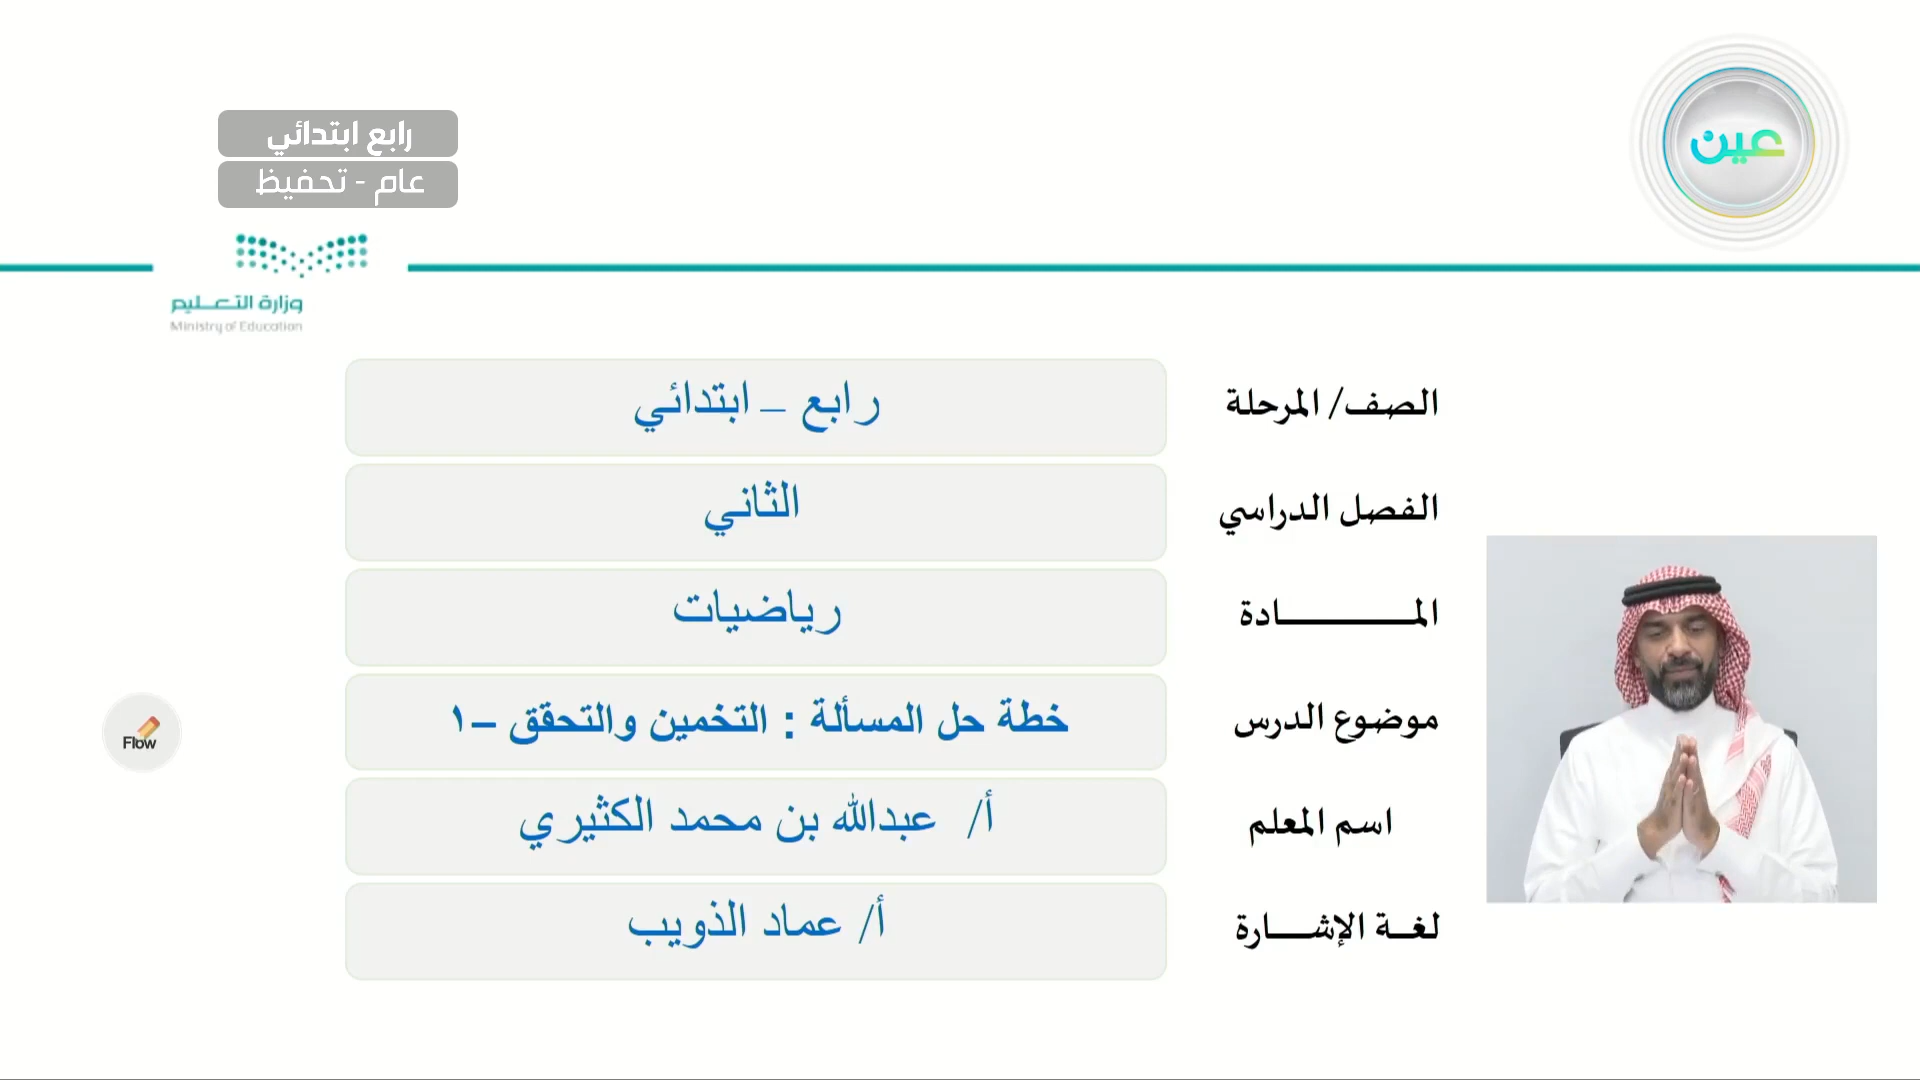 عين
رابع ابتدائي
عام - تحفيظ
وزارة التعليم
Ministry of Education
الصف/ المرحلة
رابع – ابتدائي
الفصل الدراسي
الثاني
المـــــــــادة
رياضيات
موضوع الدرس
خطة حل المسألة : التخمين والتحقق –١
اسم المعلم
أ/ عبدالله بن محمد الكثيري
لغـة الإشـــارة
أ/ عماد الذويب
Flow